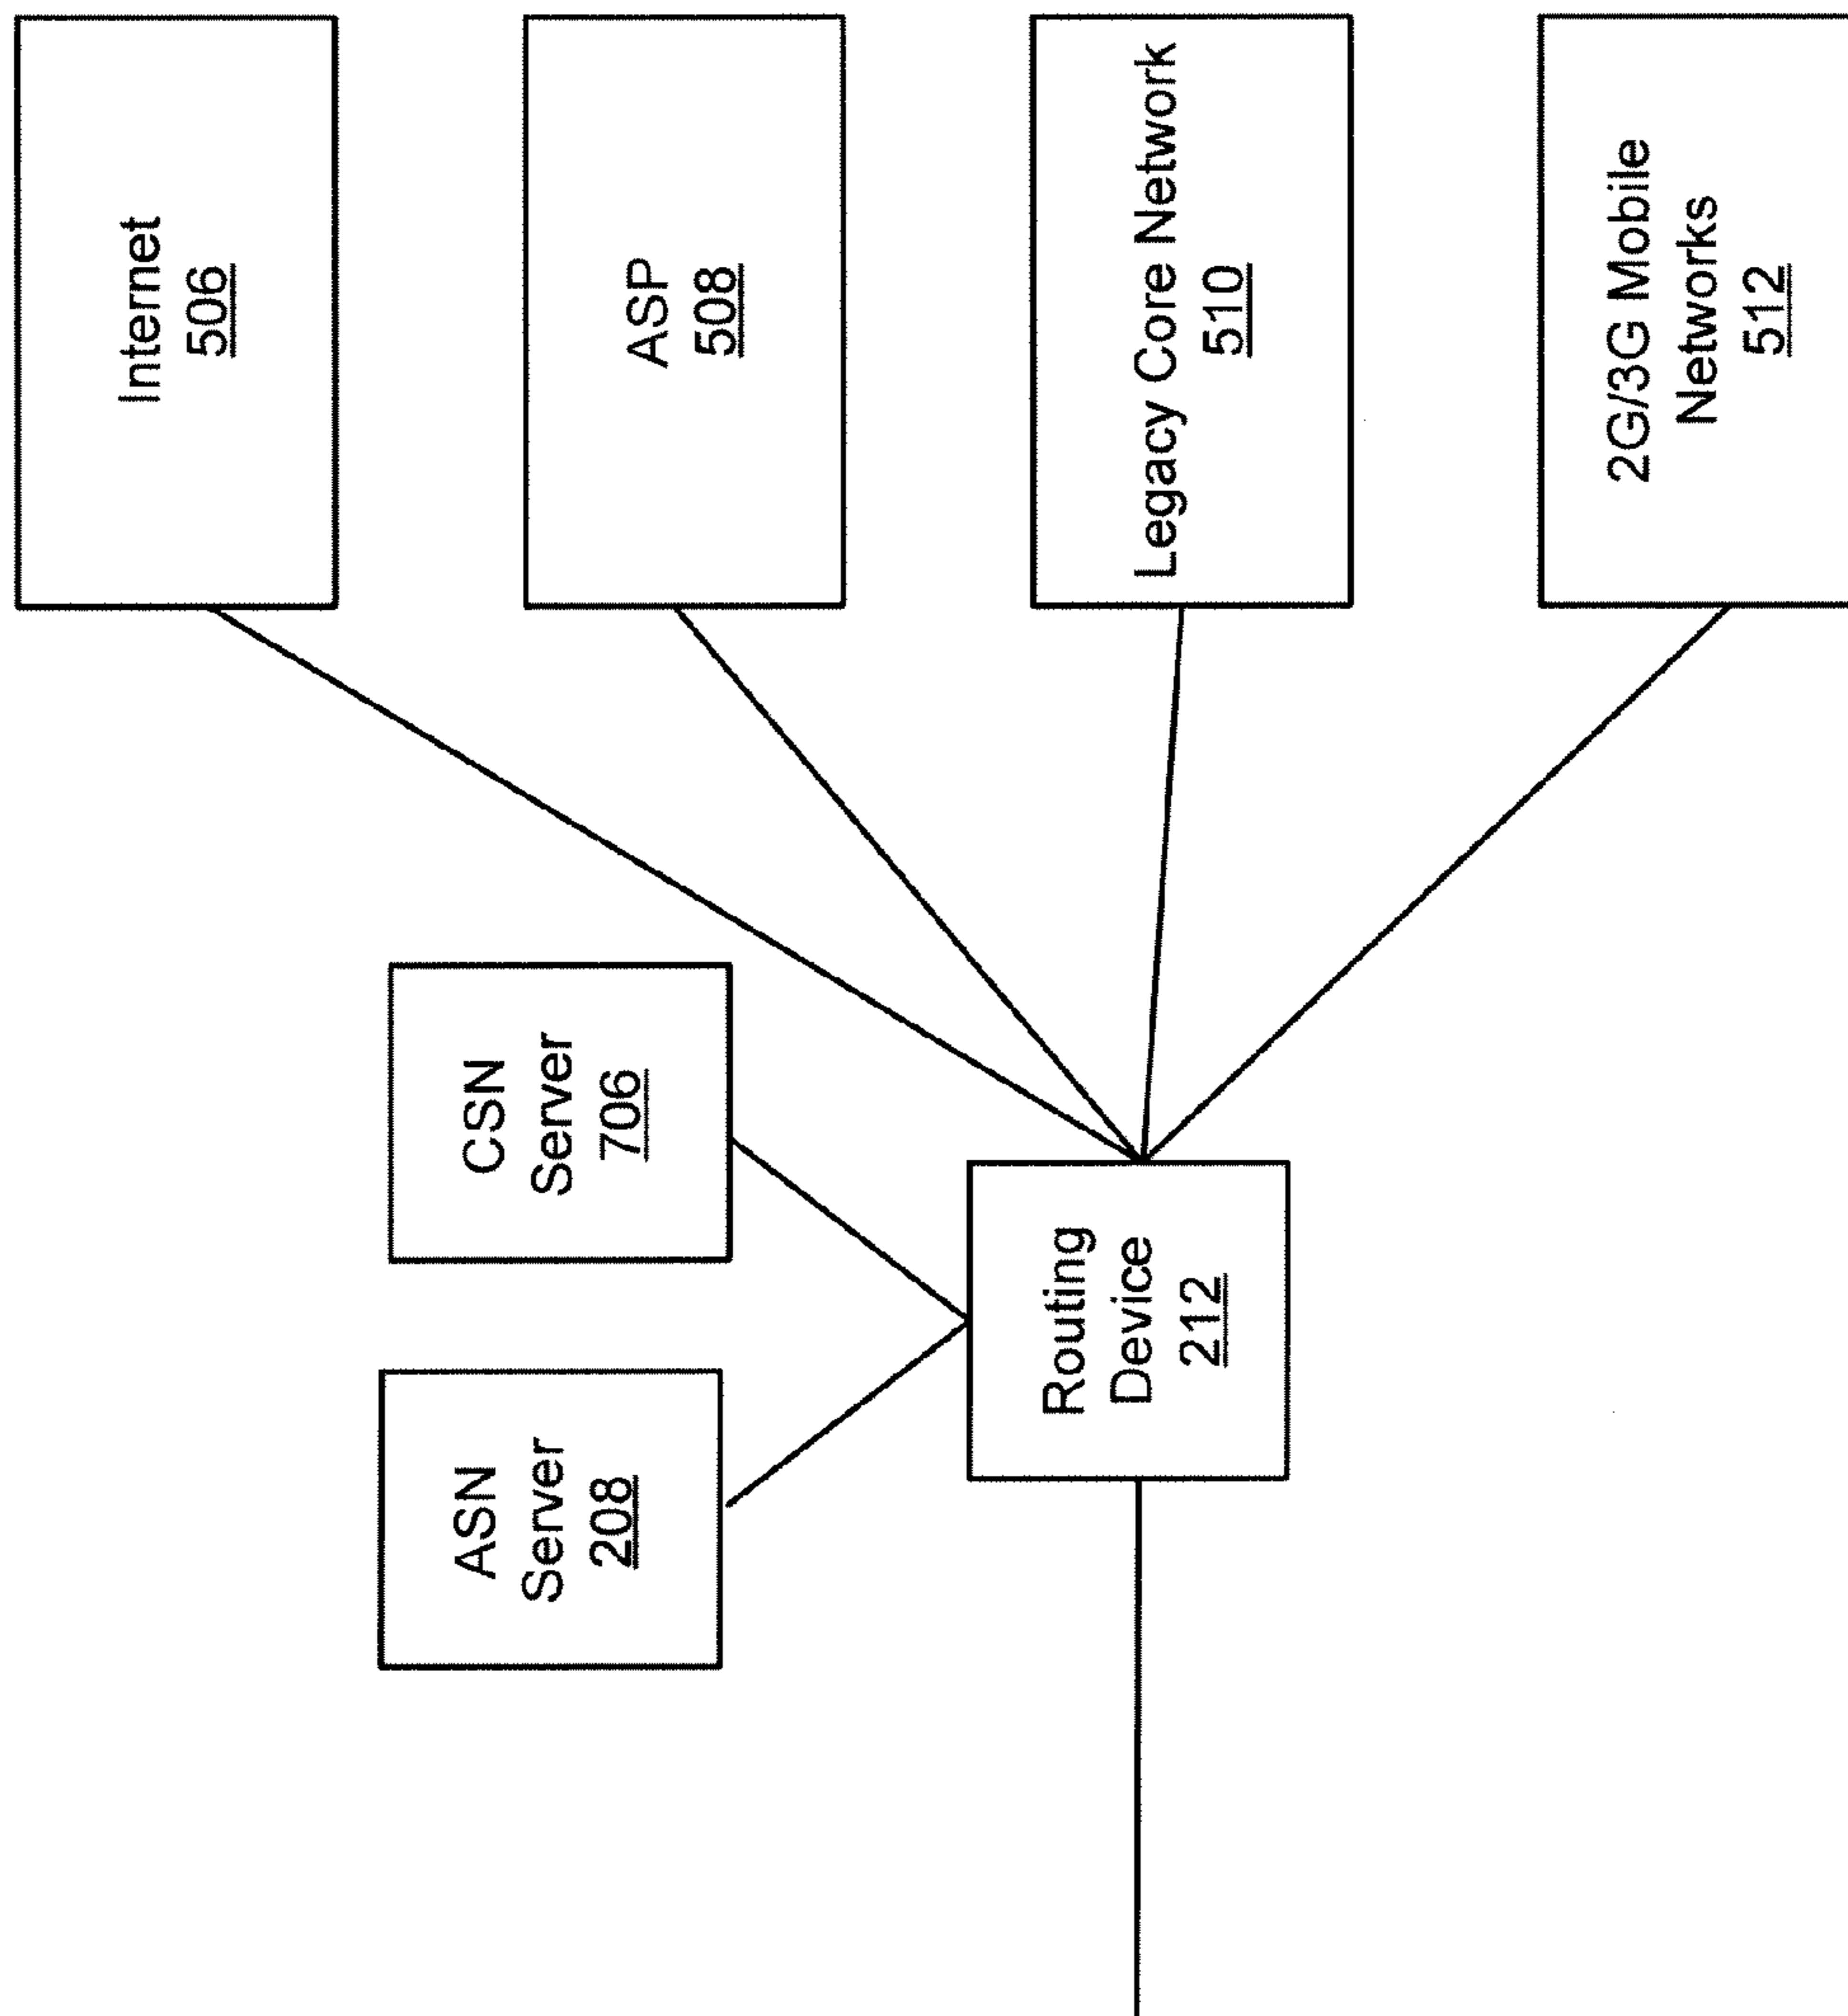 Internet
506
ASP
508
Legacy Core Network
510
2G/3G Mobile
Networks
512
CSN
Server
706
ASN
Server
208
Routing
Device
212